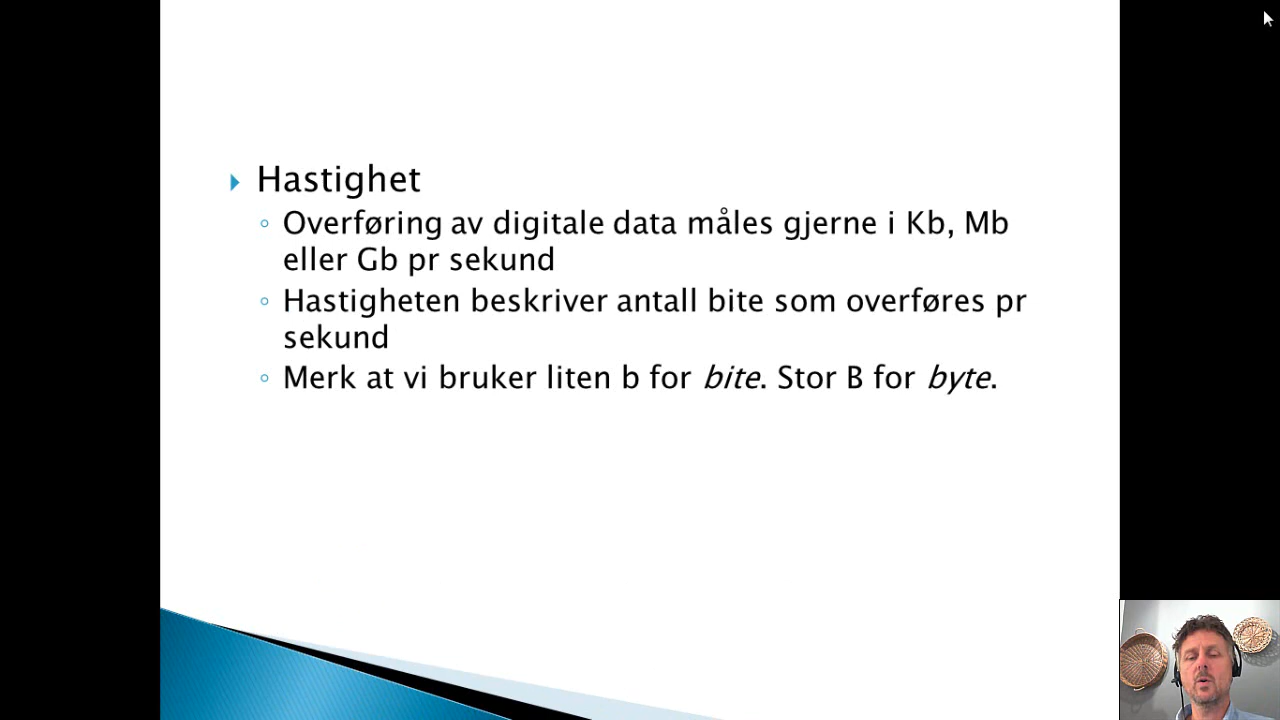 Hastighet
Overføring av digitale data måles gjerne i Kb, Mb
eller Gb pr sekund
Hastigheten beskriver antall bite som overføres pr
sekund
Merk at vi bruker liten b for bite. Stor B for byte.